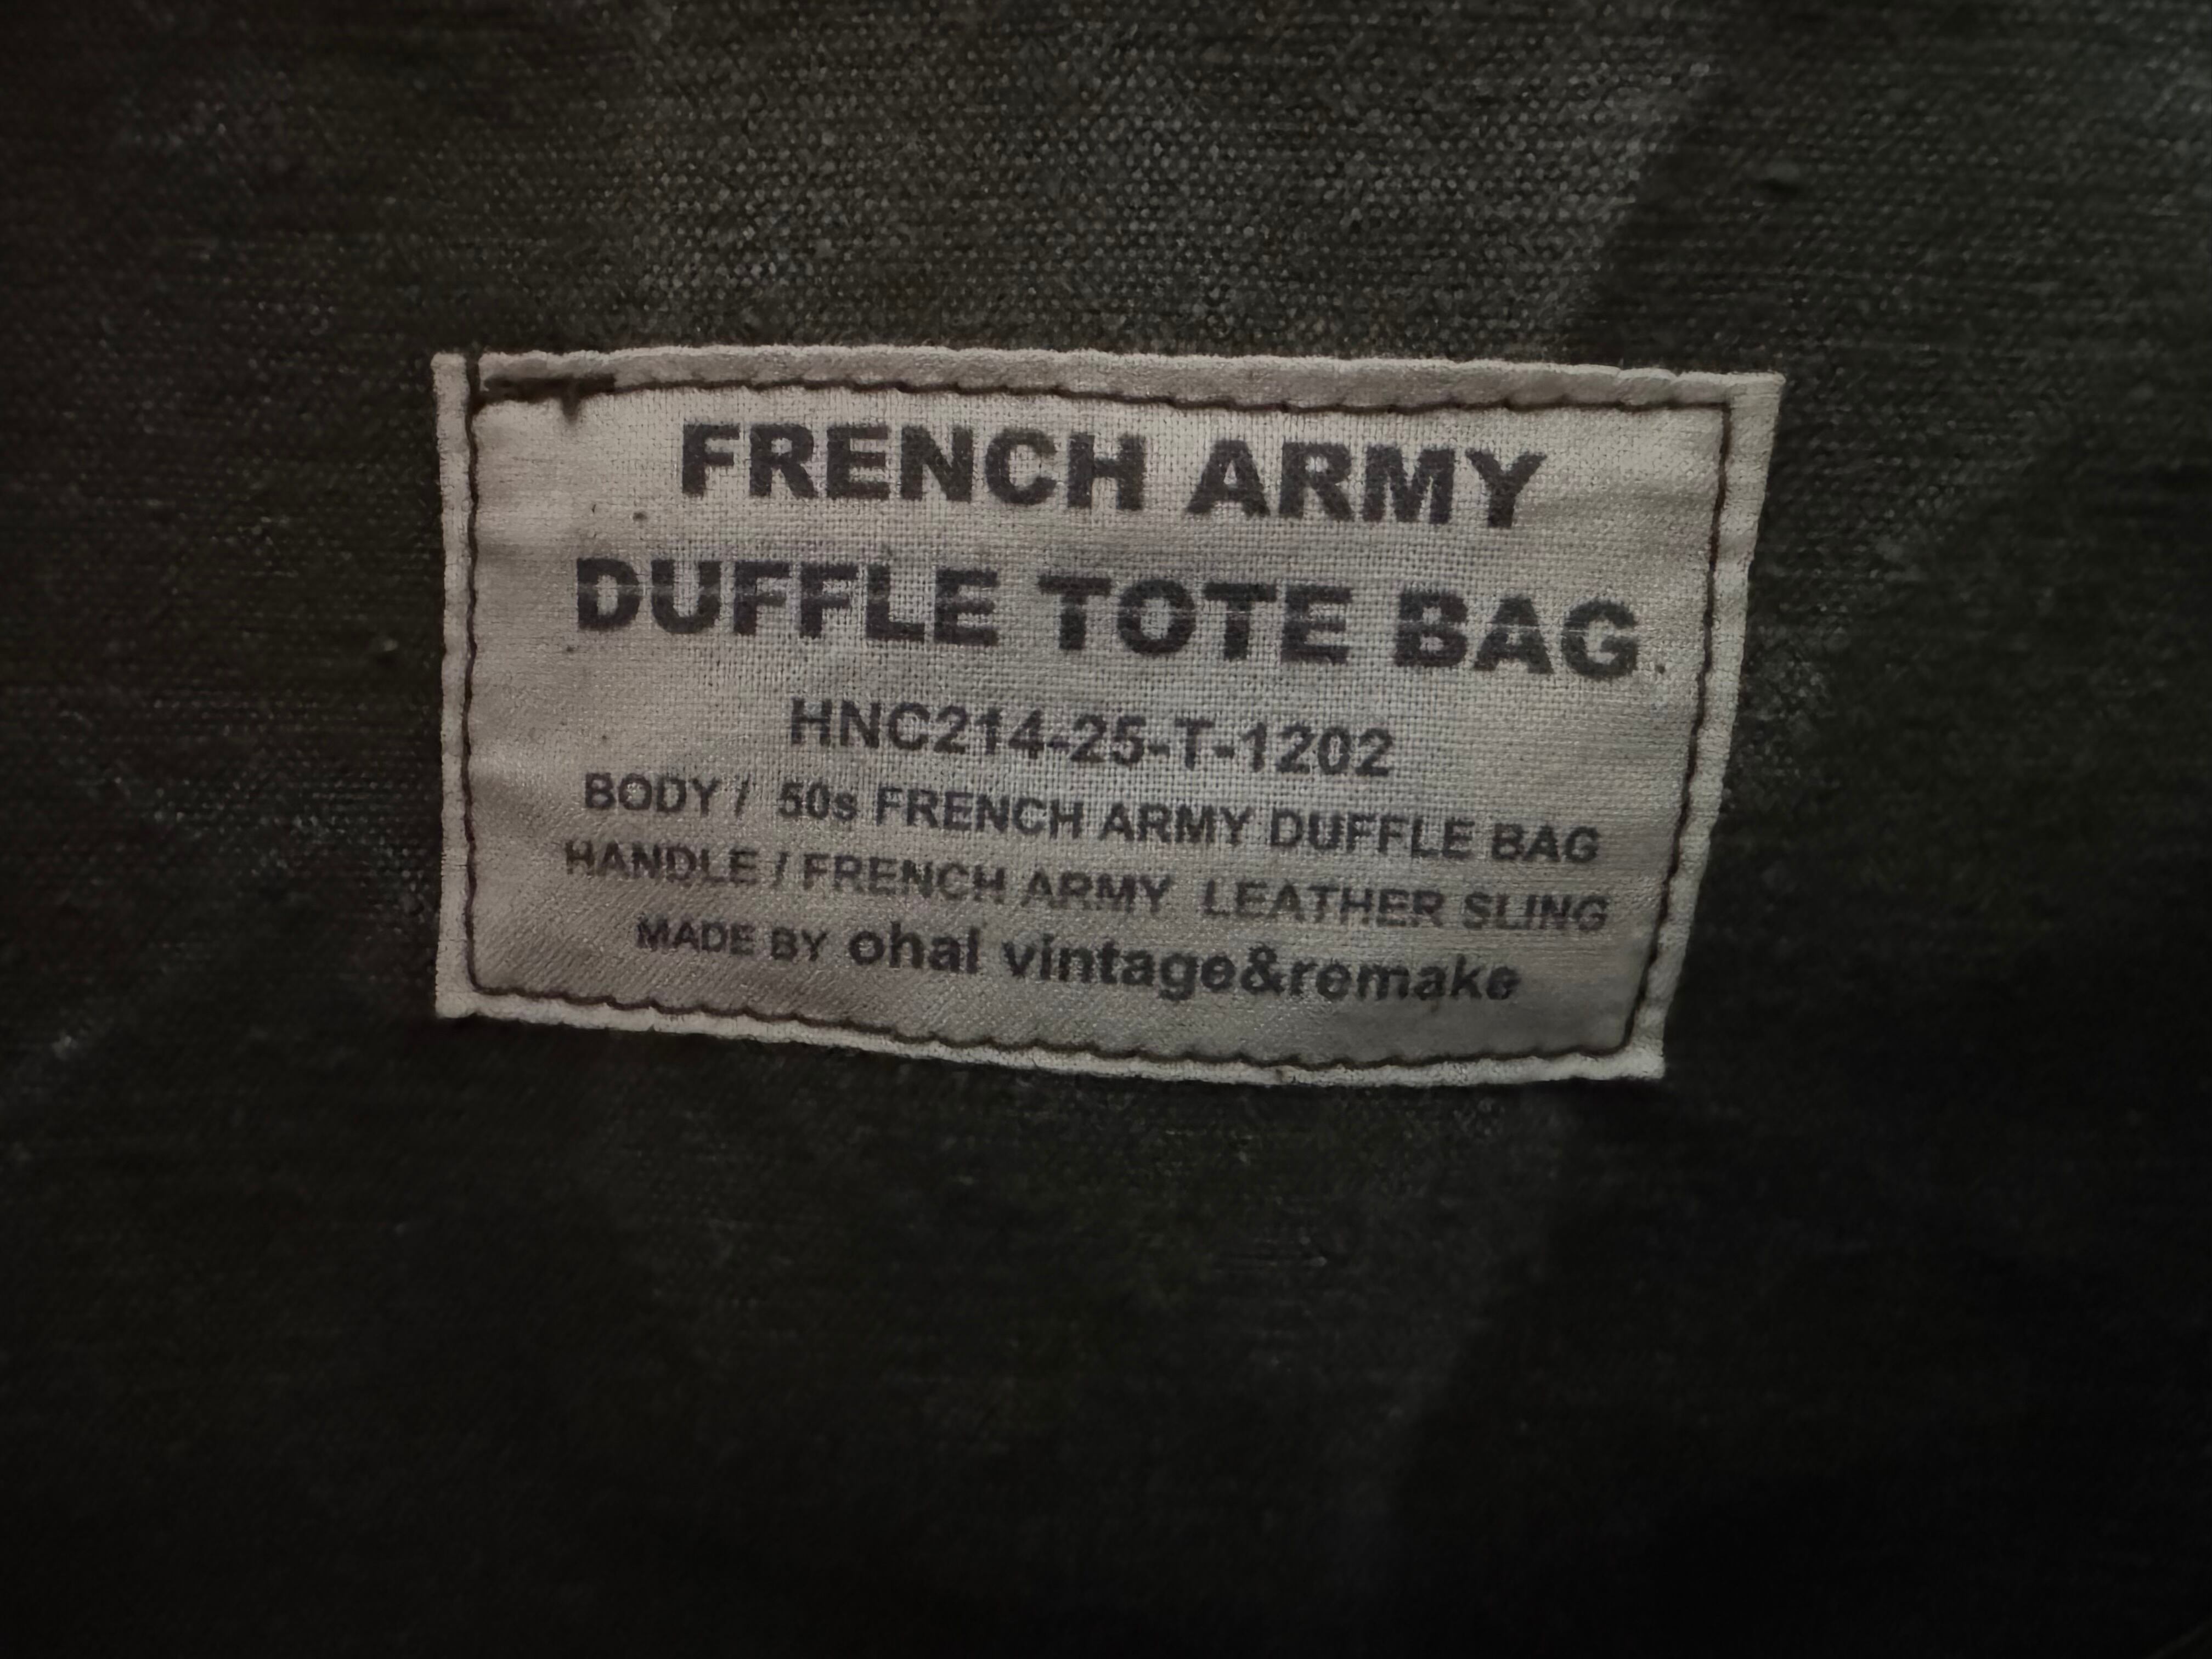 FRENCH ARMY
DUFFLE TOTE BAG.
HNC214-25-T-1202
BODY / 50s FRENCH ARMY DUFFLE BAG
HANDLE / FRENCH ARMY LEATHER SLING
MADE BY ohal vintage&remake